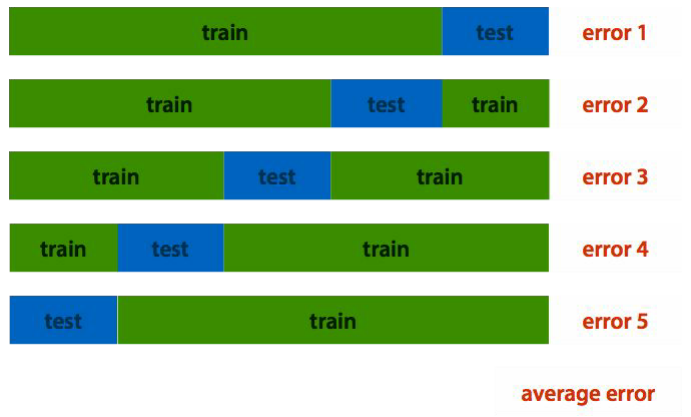 train test error 1
train test train error 2
train test train error 3
train test train error 4
test train error 5
average error